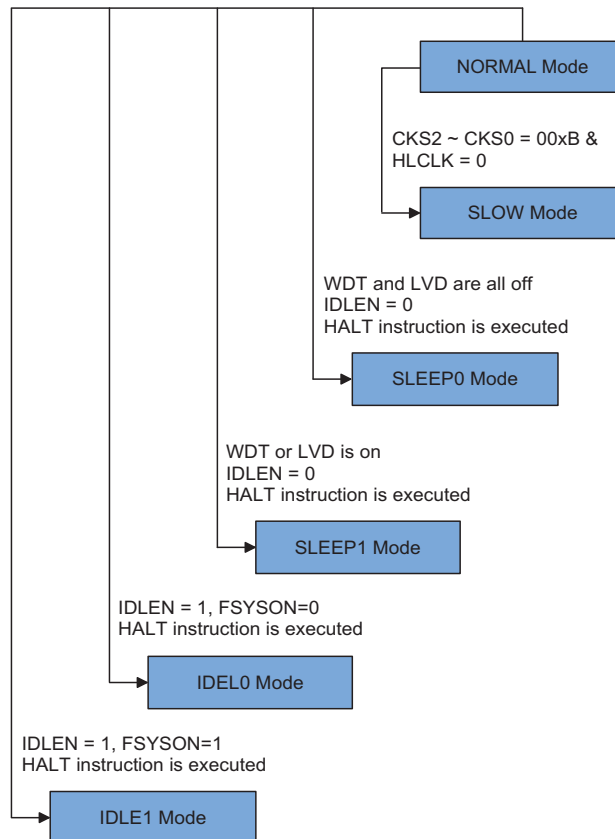 NORMAL Mode
CKS2 ~ CKS0 = 00xB &
HLCLK = 0
SLOW Mode
WDT and LVD are all off
IDLEN = 0
HALT instruction is executed
SLEEP0 Mode
WDT or LVD is on
IDLEN = 0
HALT instruction is executed
SLEEP1 Mode
IDLEN = 1, FSYSON=0
HALT instruction is executed
IDEL0 Mode
IDLEN = 1, FSYSON=1
HALT instruction is executed
IDLE1 Mode